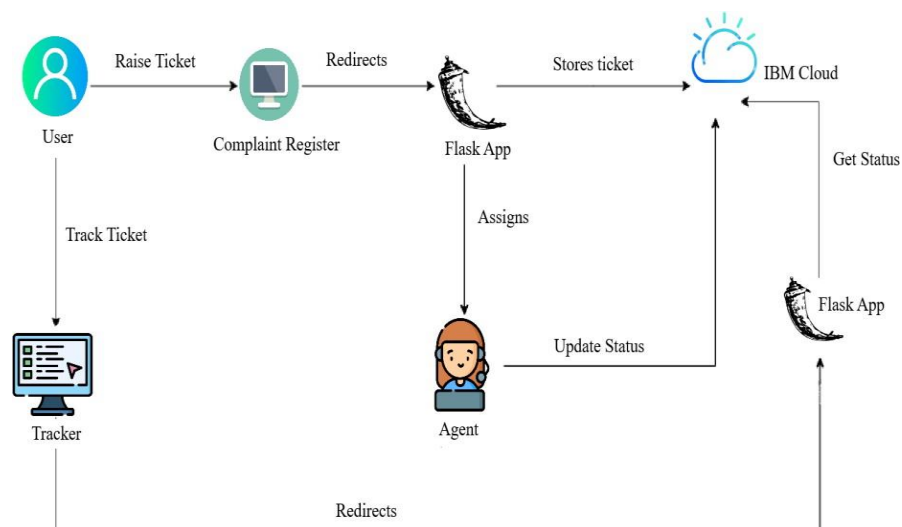 Raise Ticket
Redirects
Stores ticket
IBM Cloud
User
Complaint Register
Flask App
Get Status
Assigns
Track Ticket
Flask App
Update Status
Tracker
Agent
Redirects